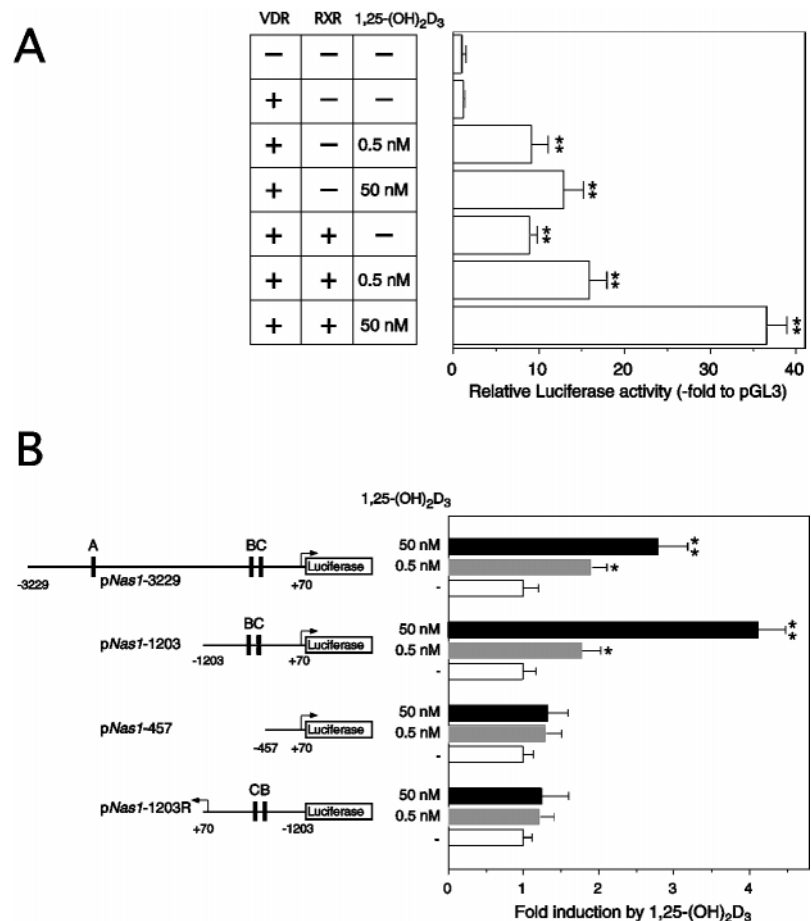 A
VDR RXR 1,25-(OH)2D3
− − −
+ − −
+ − 0.5 nM
+ − 50 nM
+ + −
+ + 0.5 nM
+ + 50 nM
**
**
**
**
**
0 10 20 30 40
Relative Luciferase activity (-fold to pGL3)
B
1,25-(OH)2D3
A BC
Luciferase
-3229 pNas1-3229 +70
50 nM **
0.5 nM *
-
BC
pNas1-1203 Luciferase
-1203 +70
50 nM **
0.5 nM *
-
pNas1-457 Luciferase
-457 +70
50 nM
0.5 nM
-
CB
pNas1-1203R Luciferase
+70 -1203
50 nM
0.5 nM
-
0 1 2 3 4
Fold induction by 1,25-(OH)2D3